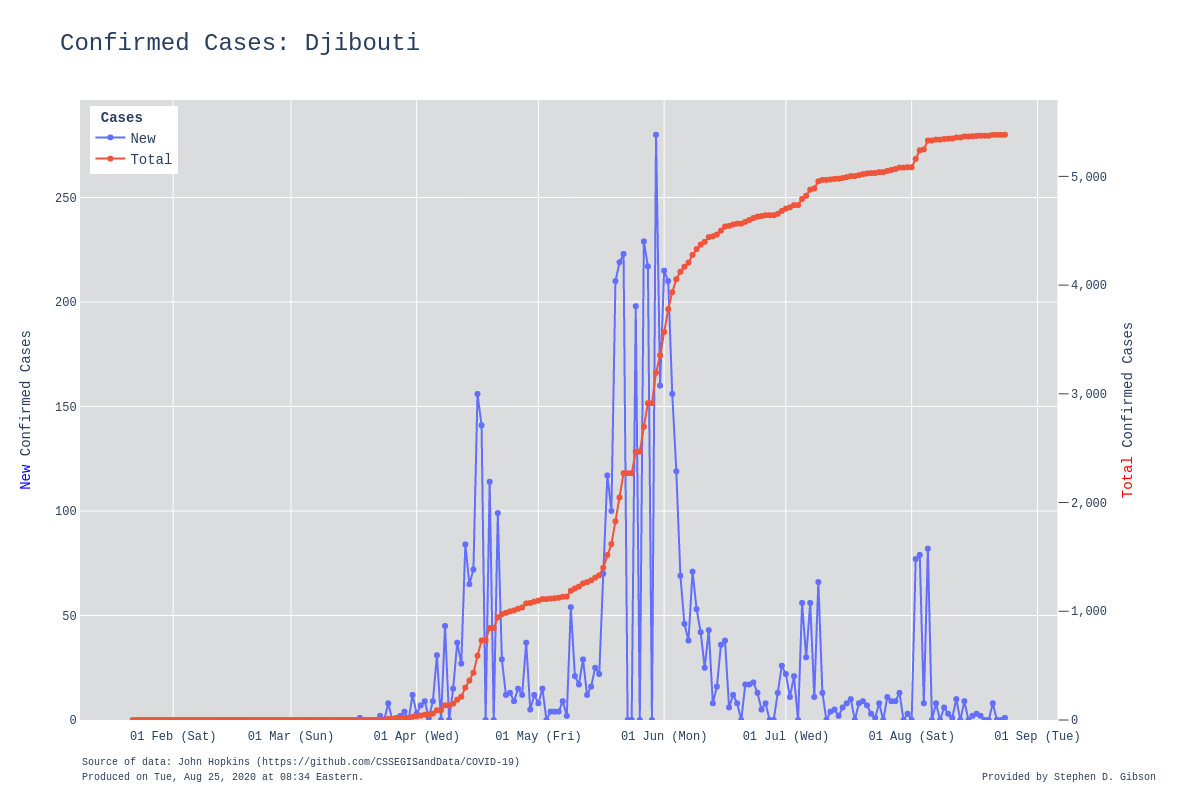 Confirmed Cases: Djibouti
Cases
New
Total
250
200
150
100
50
0
5,000
4,000
3,000
2,000
1,000
0
New Confirmed Cases
Total Confirmed Cases
01 Feb (Sat) 01 Mar (Sun) 01 Apr (Wed) 01 May (Fri) 01 Jun (Mon) 01 Jul (Wed) 01 Aug (Sat) 01 Sep (Tue)
Source of data: John Hopkins (https://github.com/CSSEGISandData/COVID-19)
Produced on Tue, Aug 25, 2020 at 08:34 Eastern.
Provided by Stephen D. Gibson